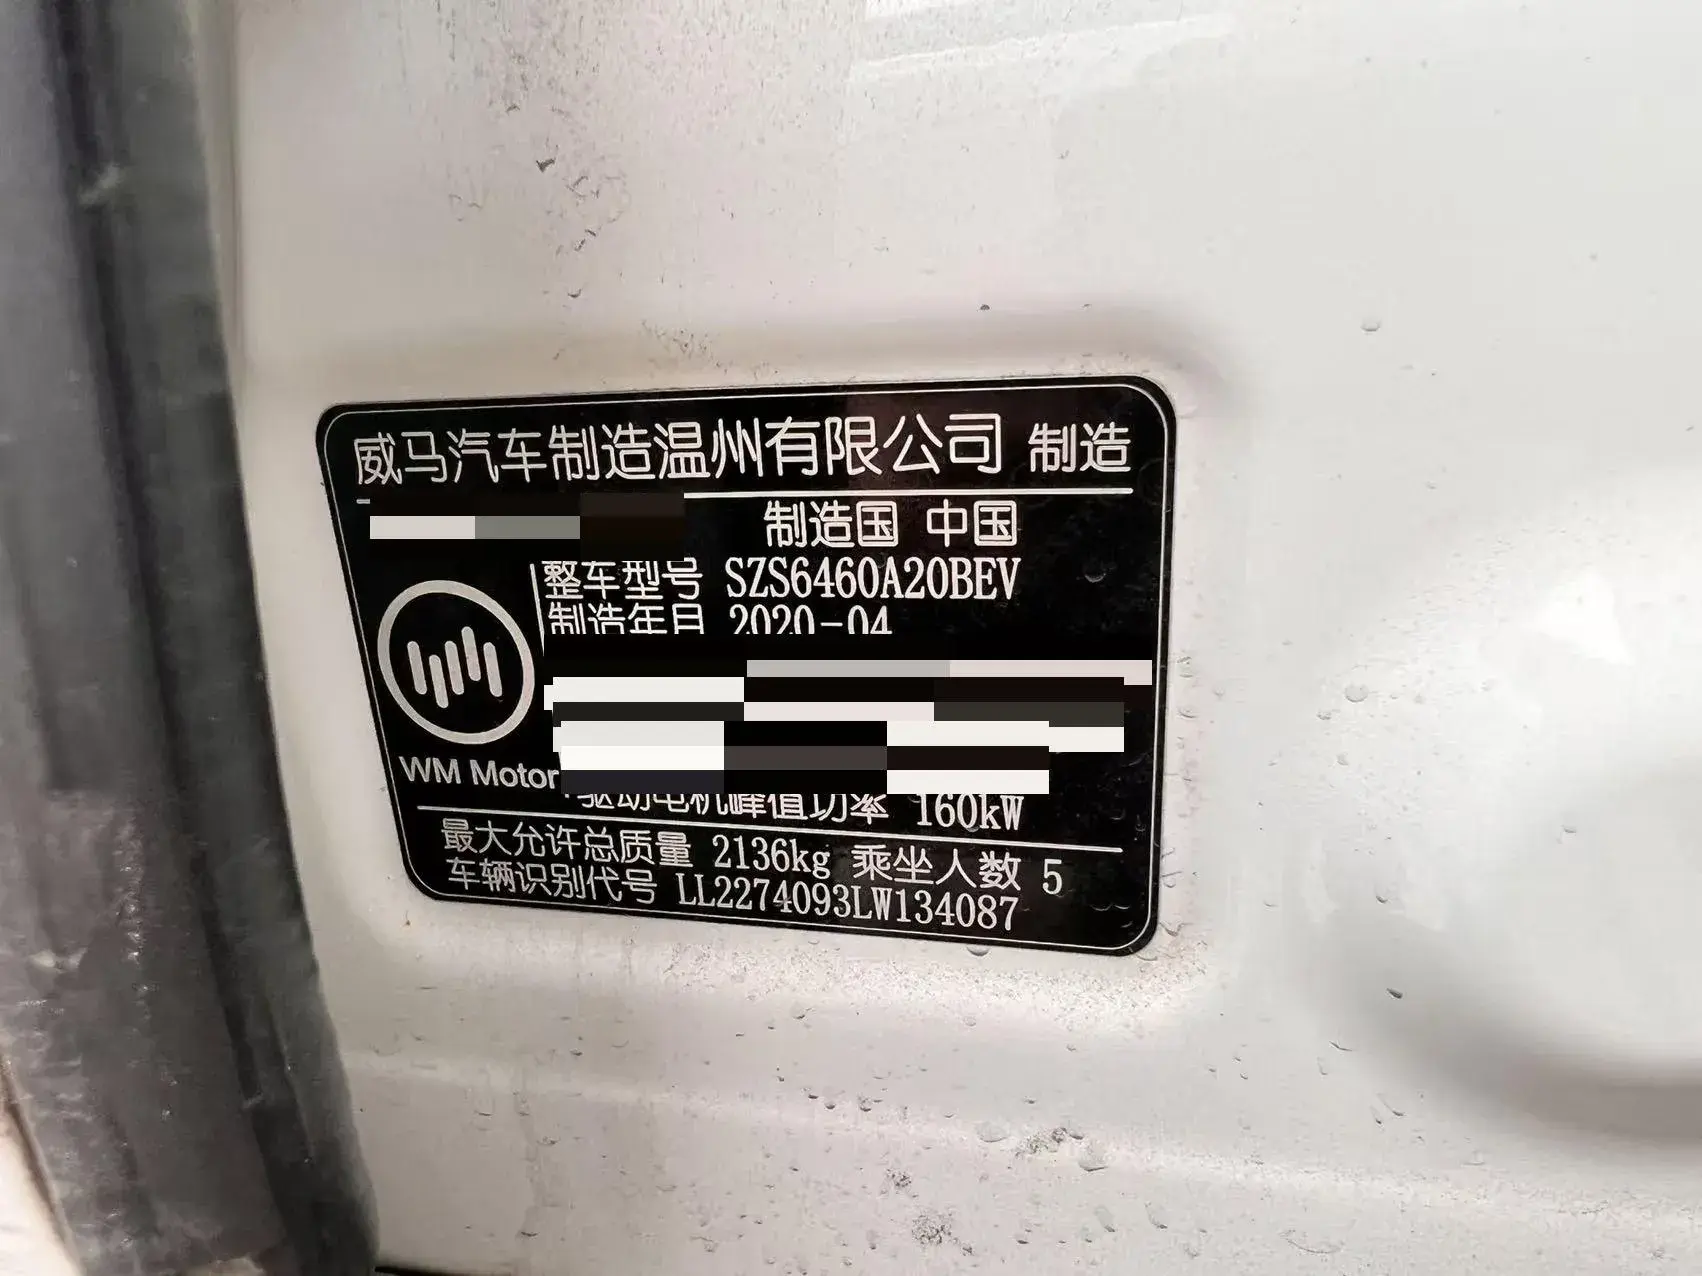 威马汽车制造温州有限公司 制造
制造国 中国
整车型号 SZS6460A20BEV
制造年月 2020-04
WM Motor
驱动电机峰值功率 160kW
最大允许总质量 2136kg 乘坐人数 5
车辆识别代号 LL2274093LW134087